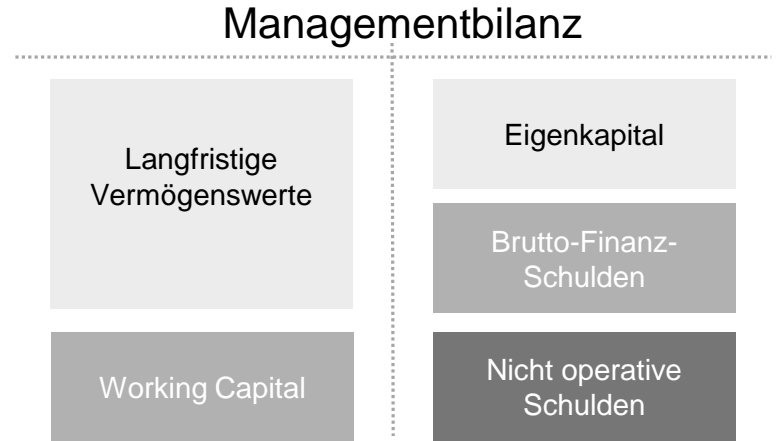 Managementbilanz
Langfristige
Vermögenswerte
Working Capital
Eigenkapital
Brutto-Finanz-
Schulden
Nicht operative
Schulden